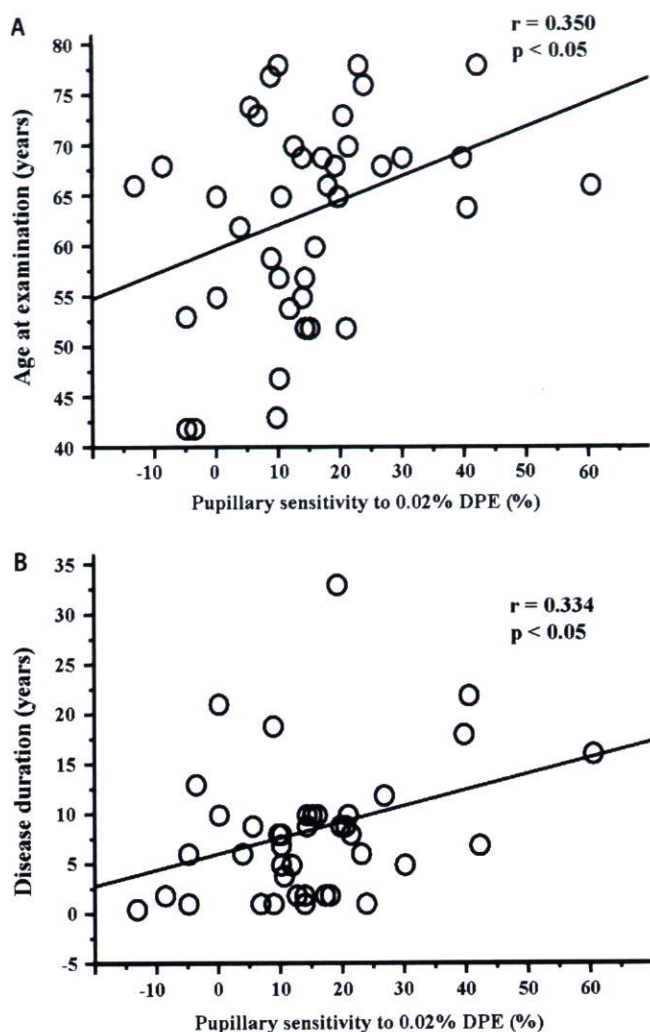 A
r = 0.350
p < 0.05
80
75
70
65
60
55
50
45
40
Age at examination (years)
-10 0 10 20 30 40 50 60
Pupillary sensitivity to 0.02% DPE (%)
B
r = 0.334
p < 0.05
35
30
25
20
15
10
5
0
-5
Disease duration (years)
-10 0 10 20 30 40 50 60
Pupillary sensitivity to 0.02% DPE (%)